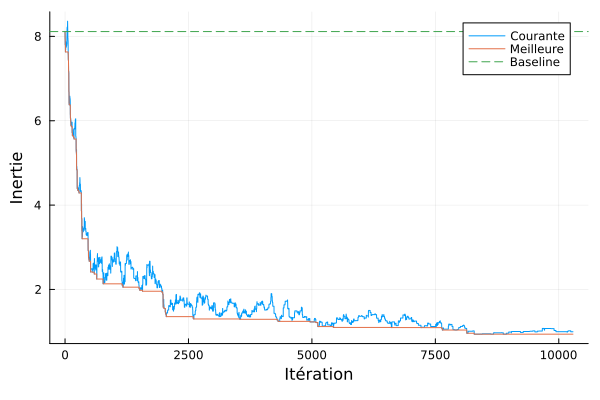 Inertie
8
6
4
2
Courante
Meilleure
Baseline
0 2500 5000 7500 10000
Itération